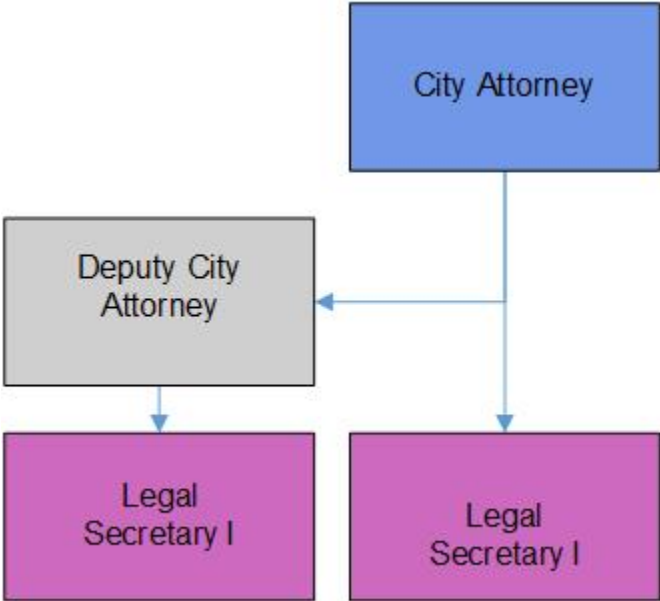 City Attorney
Deputy City
Attorney
Legal
Secretary I
Legal
Secretary I